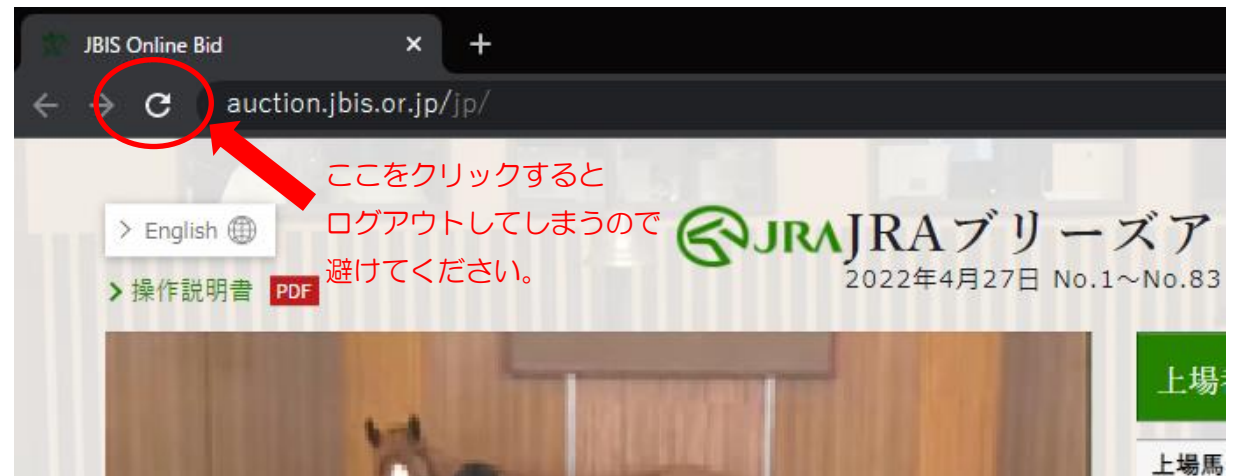 JBIS Online Bid
auction.jbis.or.jp/jp/
ここをクリックすると
ログアウトしてしまうので
避けてください。
> English
JRA JRAブリーズア
2022年4月27日 No.1～No.83
> 操作説明書 PDF
上場
上場馬